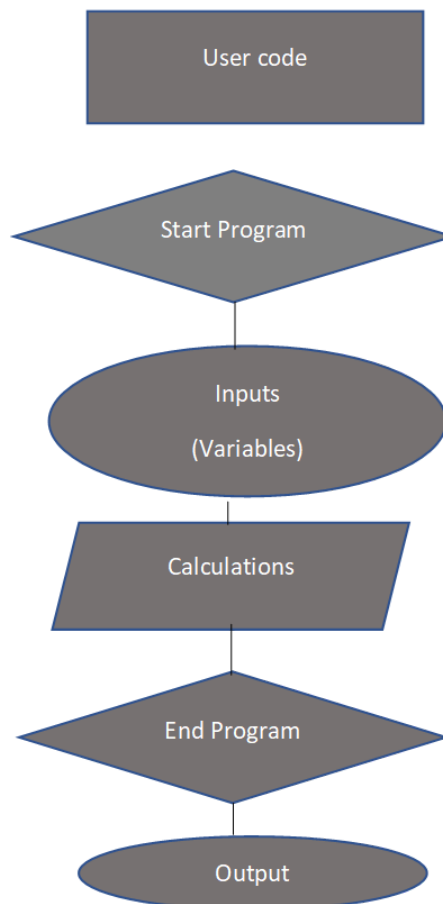 User code
Start Program
Inputs
(Variables)
Calculations
End Program
Output